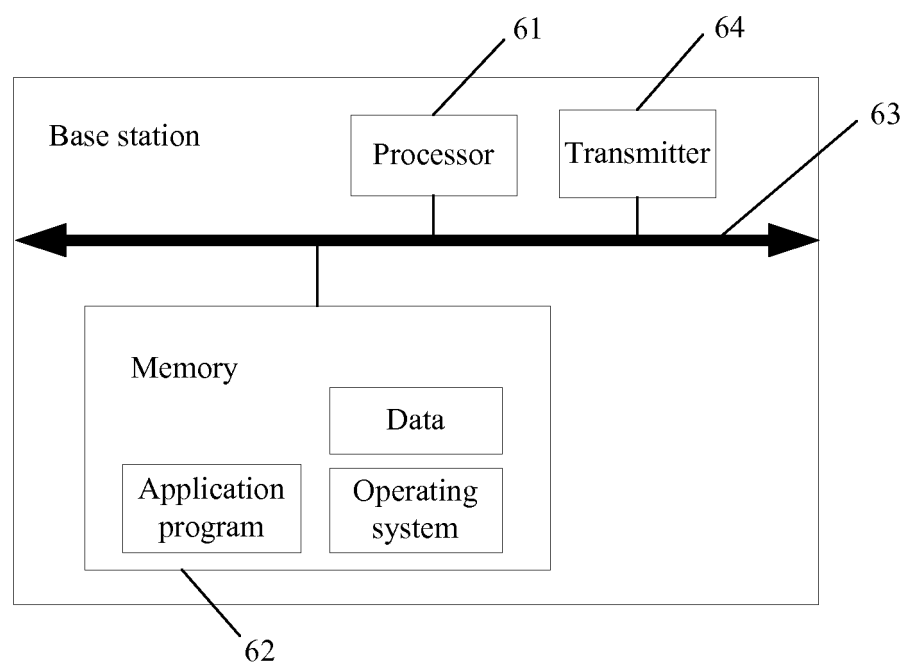 61
64
63
Base station
Processor
Transmitter
Memory
Data
Application
program
Operating
system
62